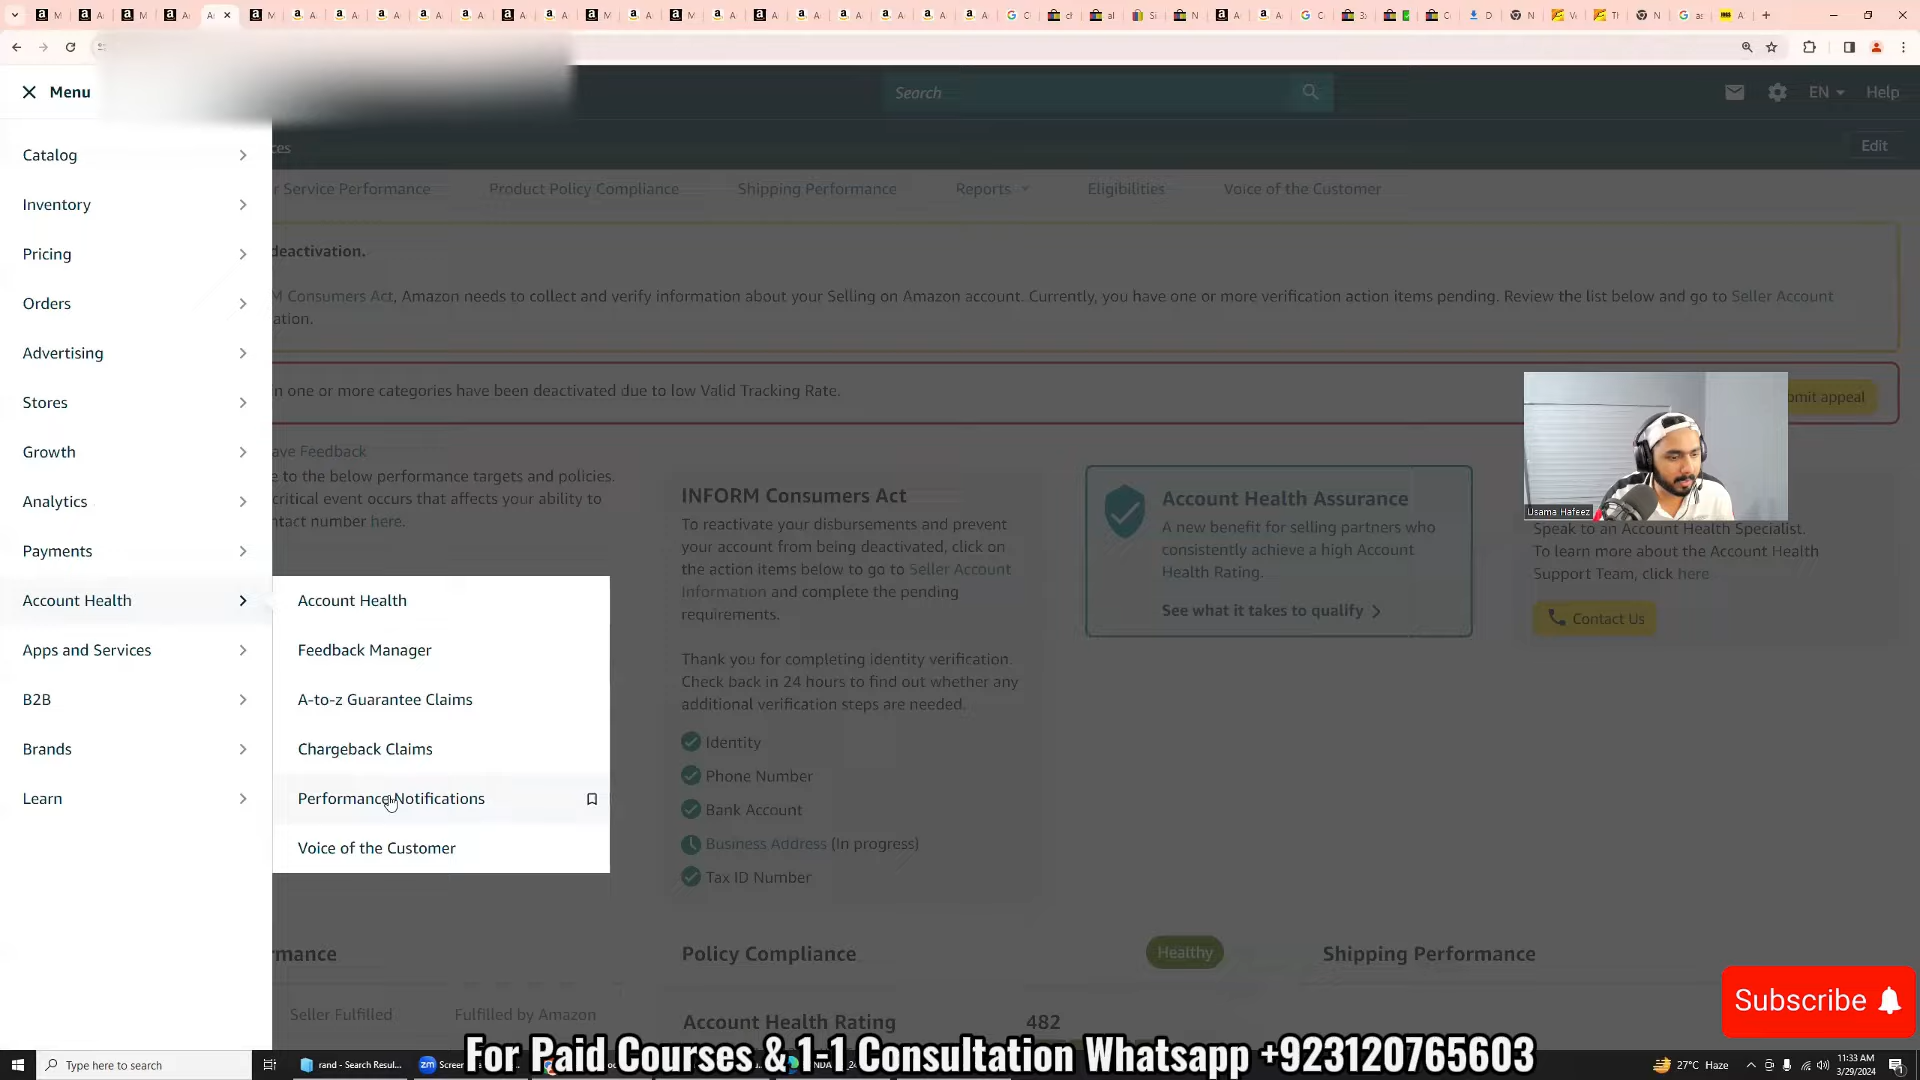 Menu
Search
EN
Help
ces
Edit
Catalog
Inventory
Pricing
Orders
Advertising
Stores
Growth
Analytics
Payments
Account Health
Apps and Services
B2B
Brands
Learn
Account Health
Feedback Manager
A-to-z Guarantee Claims
Chargeback Claims
Performance Notifications
Voice of the Customer
r Service Performance
Product Policy Compliance
Shipping Performance
Reports
Eligibilities
Voice of the Customer
deactivation.
M Consumers Act, Amazon needs to collect and verify information about your Selling on Amazon account. Currently, you have one or more verification action items pending. Review the list below and go to Seller Account
ation.
n one or more categories have been deactivated due to low Valid Tracking Rate.
omit appeal
ave Feedback
e to the below performance targets and policies.
critical event occurs that affects your ability to
ntact number here.
INFORM Consumers Act
To reactivate your disbursements and prevent
your account from being deactivated, click on
the action items below to go to Seller Account
Information and complete the pending
requirements.
Thank you for completing identity verification.
Check back in 24 hours to find out whether any
additional verification steps are needed.
Identity
Phone Number
Bank Account
Business Address (In progress)
Tax ID Number
Account Health Assurance
A new benefit for selling partners who
consistently achieve a high Account
Health Rating.
See what it takes to qualify
Usama Hafeez
Speak to an Account Health Specialist.
To learn more about the Account Health
Support Team, click here
Contact Us
rmance
Seller Fulfilled
Fulfilled by Amazon
Policy Compliance
Healthy
Account Health Rating
482
Shipping Performance
Subscribe
For Paid Courses & 1-1 Consultation Whatsapp +923120765603
Type here to search
rand - Search Resul...
27°C Haze
11:33 AM
3/29/2024